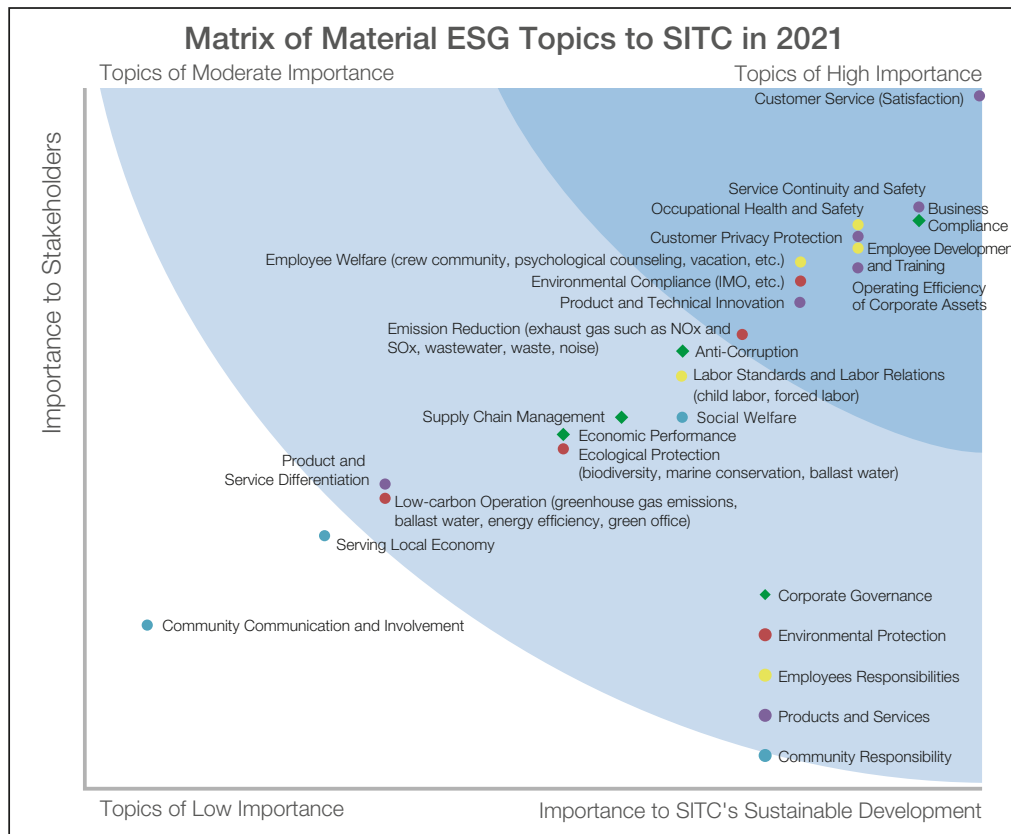 Matrix of Material ESG Topics to SITC in 2021
Topics of Moderate Importance
Topics of High Importance
Importance to Stakeholders
Customer Service (Satisfaction)
Service Continuity and Safety
Occupational Health and Safety
Business
Compliance
Customer Privacy Protection
Employee Development
and Training
Employee Welfare (crew community, psychological counseling, vacation, etc.)
Environmental Compliance (IMO, etc.)
Operating Efficiency
of Corporate Assets
Product and Technical Innovation
Emission Reduction (exhaust gas such as NOx and
SOx, wastewater, waste, noise)
Anti-Corruption
Labor Standards and Labor Relations
(child labor, forced labor)
Supply Chain Management
Social Welfare
Economic Performance
Ecological Protection
(biodiversity, marine conservation, ballast water)
Product and
Service Differentiation
Low-carbon Operation (greenhouse gas emissions,
ballast water, energy efficiency, green office)
Serving Local Economy
Community Communication and Involvement
Corporate Governance
Environmental Protection
Employees Responsibilities
Products and Services
Community Responsibility
Topics of Low Importance
Importance to SITC's Sustainable Development